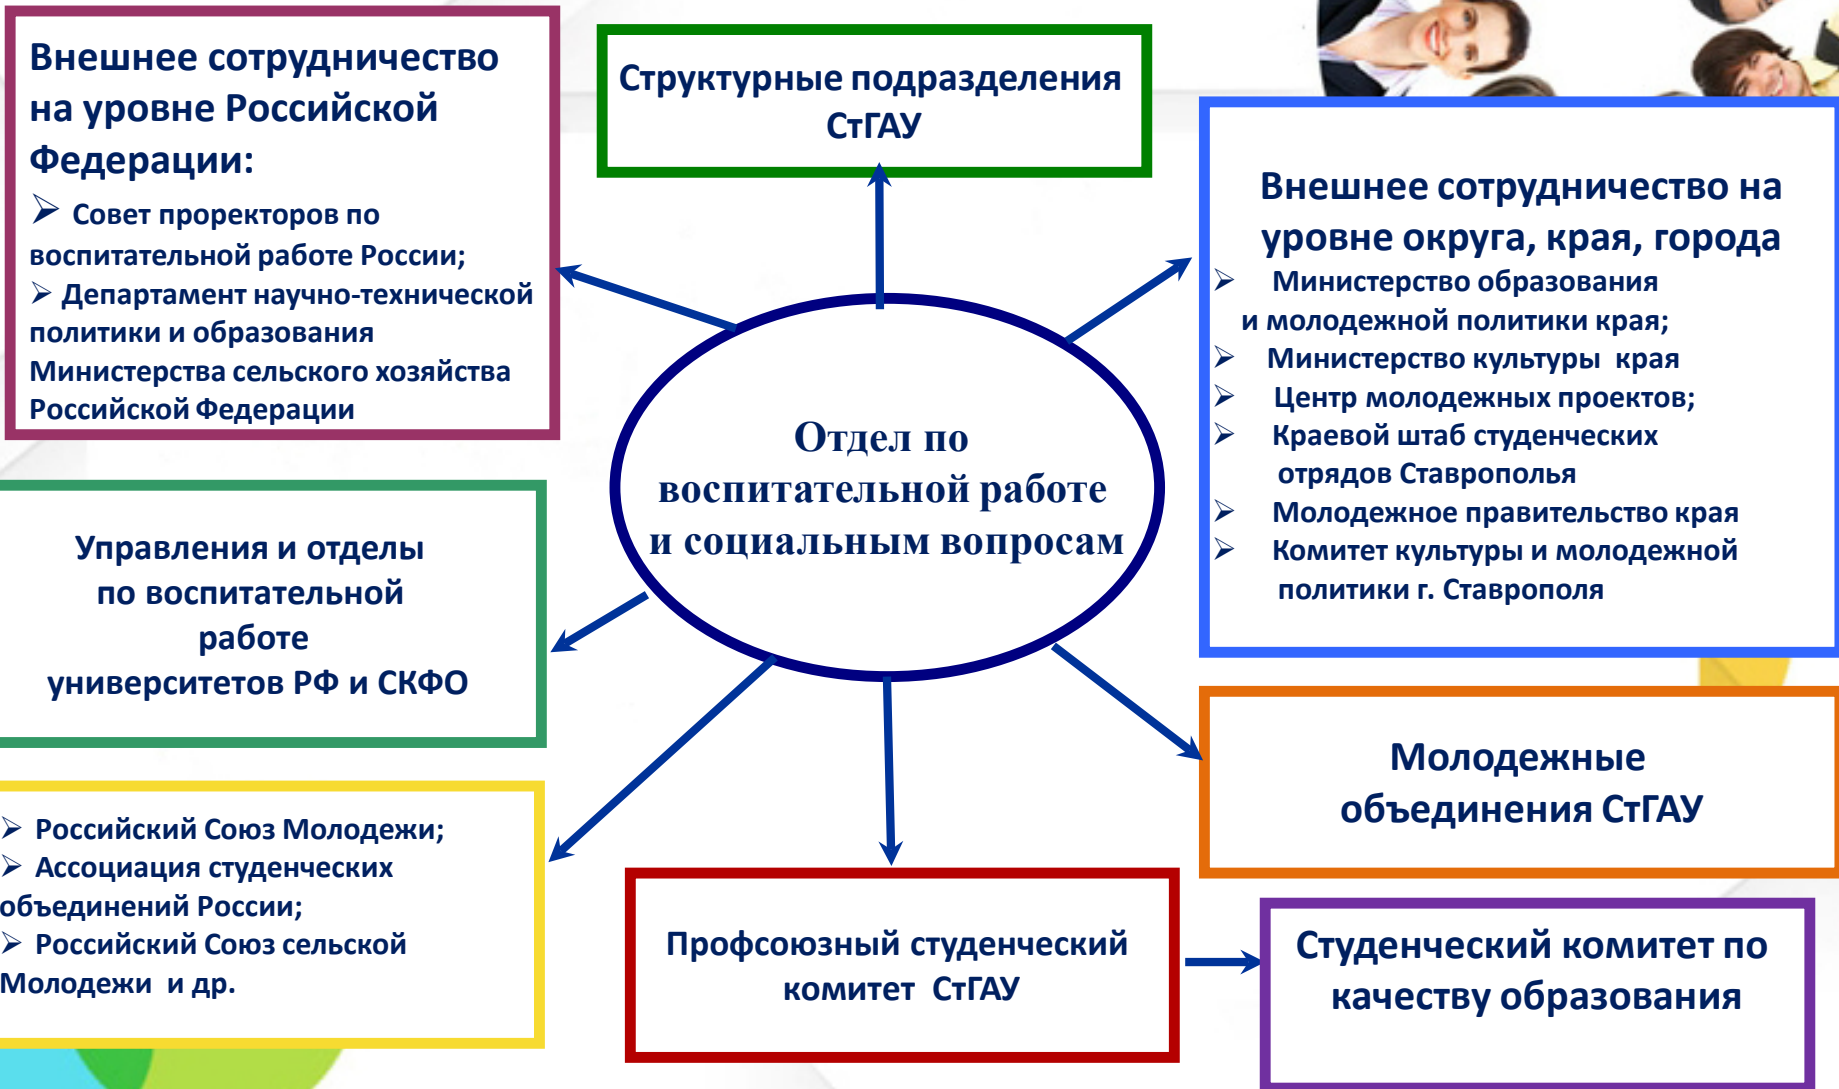 Внешнее сотрудничество
на уровне Российской
Федерации:
➢ Совет проректоров по
воспитательной работе России;
➢ Департамент научно-технической
политики и образования
Министерства сельского хозяйства
Российской Федерации
Структурные подразделения
СтГАУ
Внешнее сотрудничество на
уровне округа, края, города
➢ Министерство образования
и молодежной политики края;
➢ Министерство культуры края
➢ Центр молодежных проектов;
➢ Краевой штаб студенческих
отрядов Ставрополья
➢ Молодежное правительство края
➢ Комитет культуры и молодежной
политики г. Ставрополя
Отдел по
воспитательной работе
и социальным вопросам
Управления и отделы
по воспитательной
работе
университетов РФ и СКФО
Молодежные
объединения СтГАУ
➢ Российский Союз Молодежи;
➢ Ассоциация студенческих
объединений России;
➢ Российский Союз сельской
Молодежи и др.
Профсоюзный студенческий
комитет СтГАУ
Студенческий комитет по
качеству образования